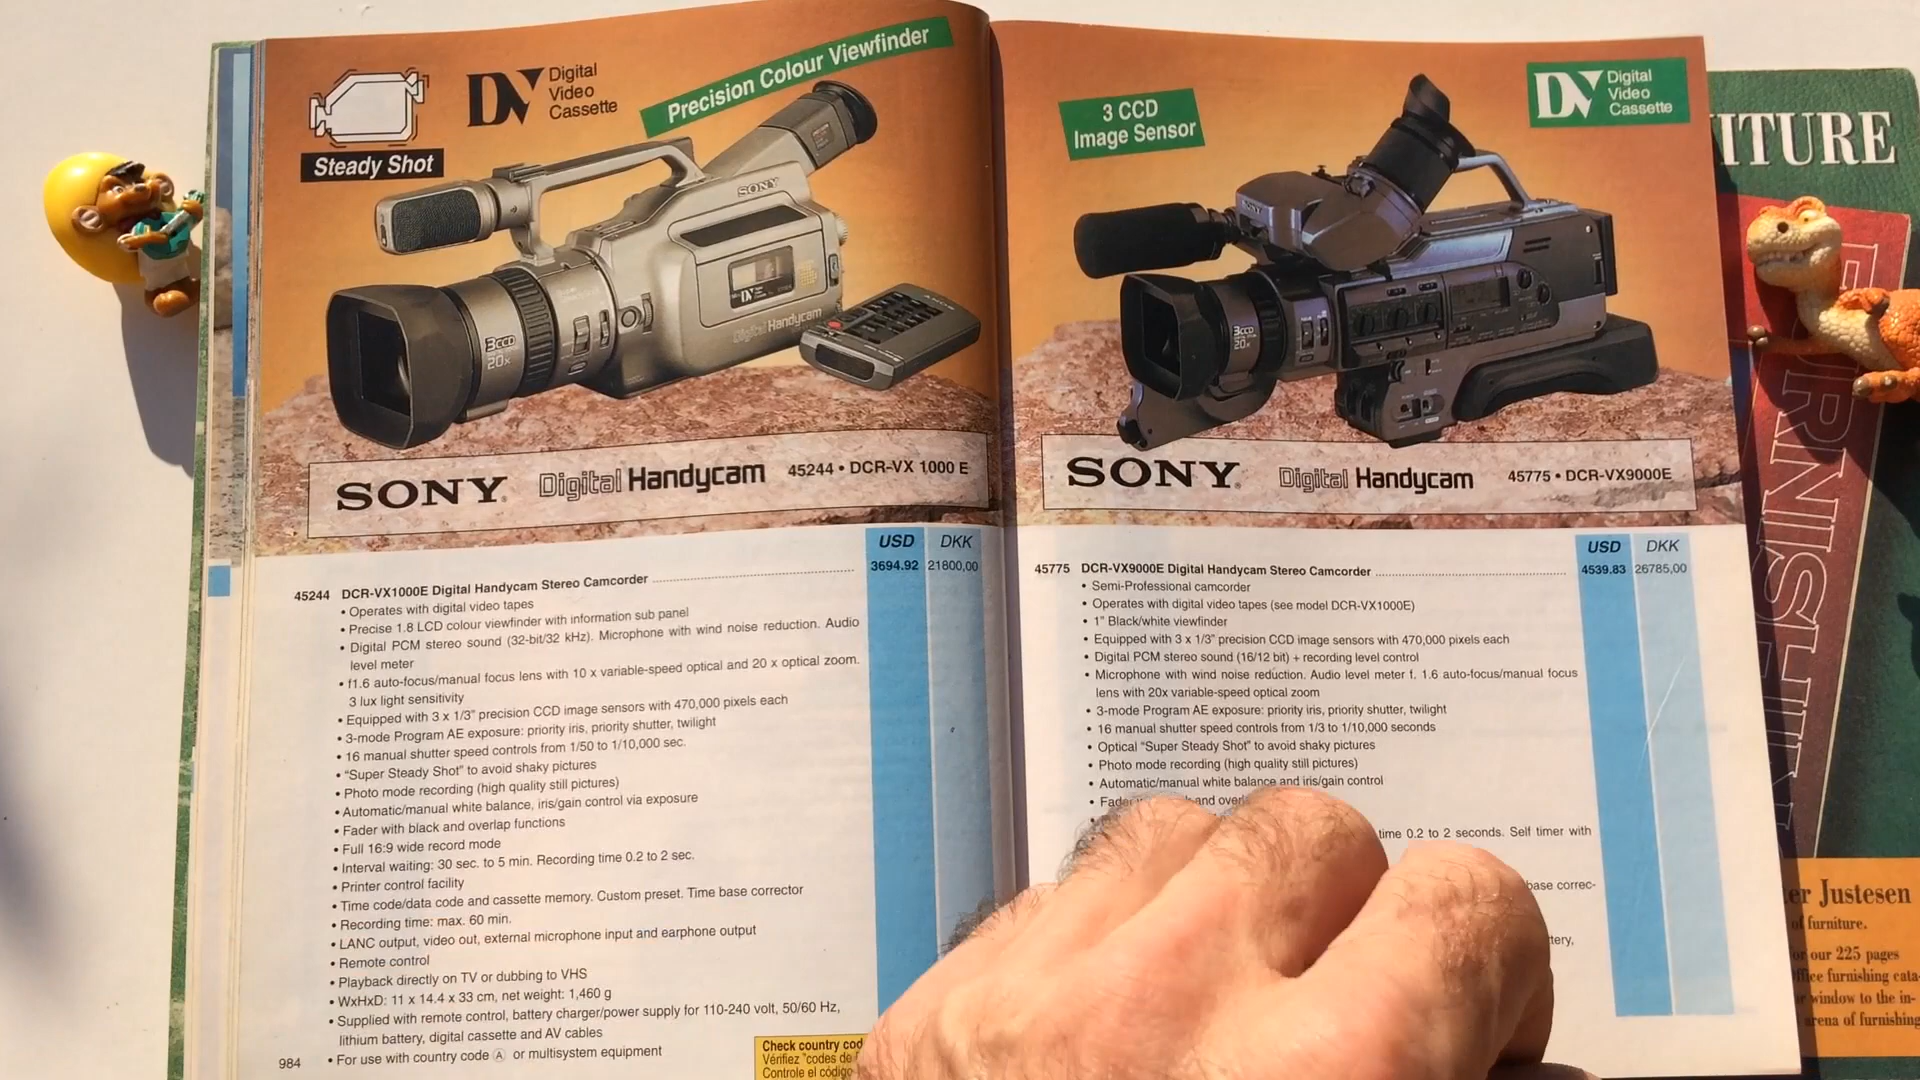 Steady Shot
DV Digital
Video
Cassette
Precision Colour Viewfinder
SONY
3CCD
20x
DV
Digital Handycam
SONY
SONY Digital Handycam 45244 • DCR-VX 1000 E
USD DKK
45244 DCR-VX1000E Digital Handycam Stereo Camcorder 3694.92 21800,00
• Operates with digital video tapes
• Precise 1.8 LCD colour viewfinder with information sub panel
• Digital PCM stereo sound (32-bit/32 kHz). Microphone with wind noise reduction. Audio
level meter
• f1.6 auto-focus/manual focus lens with 10 x variable-speed optical and 20 x optical zoom.
3 lux light sensitivity
• Equipped with 3 x 1/3" precision CCD image sensors with 470,000 pixels each
• 3-mode Program AE exposure: priority iris, priority shutter, twilight
• 16 manual shutter speed controls from 1/50 to 1/10,000 sec.
• "Super Steady Shot" to avoid shaky pictures
• Photo mode recording (high quality still pictures)
• Automatic/manual white balance, iris/gain control via exposure
• Fader with black and overlap functions
• Full 16:9 wide record mode
• Interval waiting: 30 sec. to 5 min. Recording time 0.2 to 2 sec.
• Printer control facility
• Time code/data code and cassette memory. Custom preset. Time base corrector
• Recording time: max. 60 min.
• LANC output, video out, external microphone input and earphone output
• Remote control
• Playback directly on TV or dubbing to VHS
• WxHxD: 11 x 14.4 x 33 cm, net weight: 1,460 g
• Supplied with remote control, battery charger/power supply for 110-240 volt, 50/60 Hz,
lithium battery, digital cassette and AV cables
• For use with country code Ⓐ or multisystem equipment
984
Check country cod
Vérifiez "codes de
Controle el código
3 CCD
Image Sensor
DV Digital
Video
Cassette
SONY
3CCD
20x
SONY Digital Handycam 45775 • DCR-VX9000E
USD DKK
45775 DCR-VX9000E Digital Handycam Stereo Camcorder 4539.83 26785,00
• Semi-Professional camcorder
• Operates with digital video tapes (see model DCR-VX1000E)
• 1" Black/white viewfinder
• Equipped with 3 x 1/3" precision CCD image sensors with 470,000 pixels each
• Digital PCM stereo sound (16/12 bit) + recording level control
• Microphone with wind noise reduction. Audio level meter f. 1.6 auto-focus/manual focus
lens with 20x variable-speed optical zoom
• 3-mode Program AE exposure: priority iris, priority shutter, twilight
• 16 manual shutter speed controls from 1/3 to 1/10,000 seconds
• Optical "Super Steady Shot" to avoid shaky pictures
• Photo mode recording (high quality still pictures)
• Automatic/manual white balance and iris/gain control
• Fader and over
time 0.2 to 2 seconds. Self timer with
base correc-
ttery,
ITURE
er Justesen
of furniture.
our 225 pages
ffice furnishing cata-
window to the in-
arena of furnishing